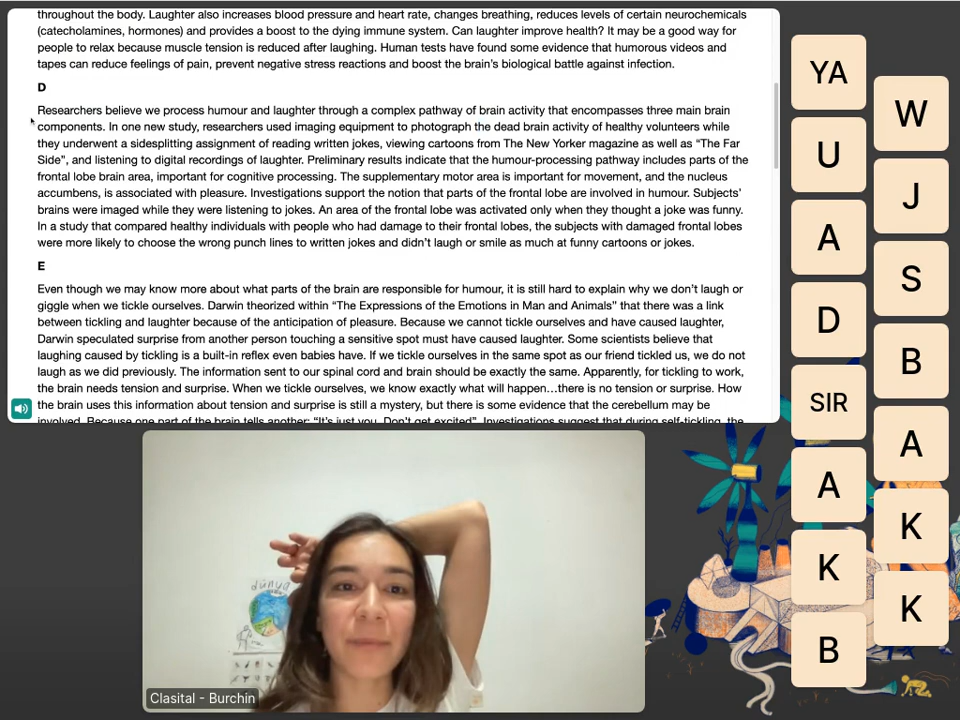 throughout the body. Laughter also increases blood pressure and heart rate, changes breathing, reduces levels of certain neurochemicals
(catecholamines, hormones) and provides a boost to the dying immune system. Can laughter improve health? It may be a good way for
people to relax because muscle tension is reduced after laughing. Human tests have found some evidence that humorous videos and
tapes can reduce feelings of pain, prevent negative stress reactions and boost the brain's biological battle against infection.
D
Researchers believe we process humour and laughter through a complex pathway of brain activity that encompasses three main brain
components. In one new study, researchers used imaging equipment to photograph the dead brain activity of healthy volunteers while
they underwent a sidesplitting assignment of reading written jokes, viewing cartoons from The New Yorker magazine as well as “The Far
Side”, and listening to digital recordings of laughter. Preliminary results indicate that the humour-processing pathway includes parts of the
frontal lobe brain area, important for cognitive processing. The supplementary motor area is important for movement, and the nucleus
accumbens, is associated with pleasure. Investigations support the notion that parts of the frontal lobe are involved in humour. Subjects’
brains were imaged while they were listening to jokes. An area of the frontal lobe was activated only when they thought a joke was funny.
In a study that compared healthy individuals with people who had damage to their frontal lobes, the subjects with damaged frontal lobes
were more likely to choose the wrong punch lines to written jokes and didn’t laugh or smile as much at funny cartoons or jokes.
E
Even though we may know more about what parts of the brain are responsible for humour, it is still hard to explain why we don’t laugh or
giggle when we tickle ourselves. Darwin theorized within “The Expressions of the Emotions in Man and Animals” that there was a link
between tickling and laughter because of the anticipation of pleasure. Because we cannot tickle ourselves and have caused laughter,
Darwin speculated surprise from another person touching a sensitive spot must have caused laughter. Some scientists believe that
laughing caused by tickling is a built-in reflex even babies have. If we tickle ourselves in the same spot as our friend tickled us, we do not
laugh as we did previously. The information sent to our spinal cord and brain should be exactly the same. Apparently, for tickling to work,
the brain needs tension and surprise. When we tickle ourselves, we know exactly what will happen…there is no tension or surprise. How
the brain uses this information about tension and surprise is still a mystery, but there is some evidence that the cerebellum may be
involved. Because one part of the brain tells another: “It’s just you. Don’t get excited”. Investigations suggest that during self-tickling, the
YA
U
A
D
SIR
A
K
B
W
J
S
B
A
K
K
dünya
Clasital - Burchin